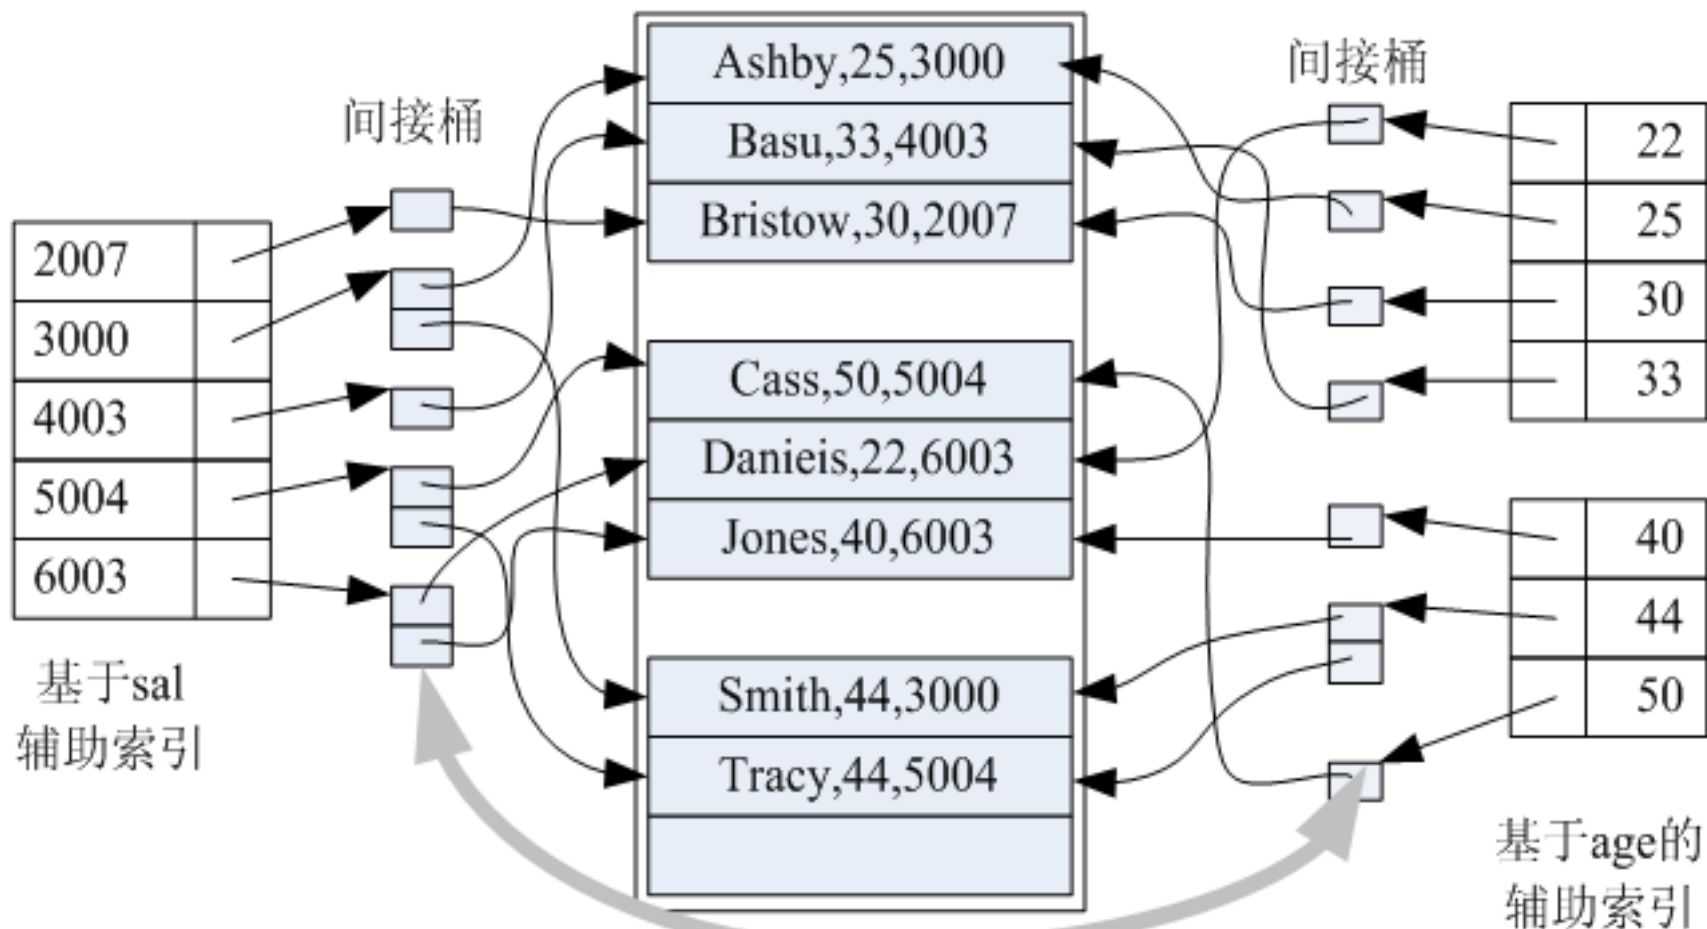 间接桶
2007
3000
4003
5004
6003
基于sal
辅助索引
Ashby,25,3000
Basu,33,4003
Bristow,30,2007
Cass,50,5004
Danieis,22,6003
Jones,40,6003
Smith,44,3000
Tracy,44,5004
间接桶
22
25
30
33
40
44
50
基于age的
辅助索引